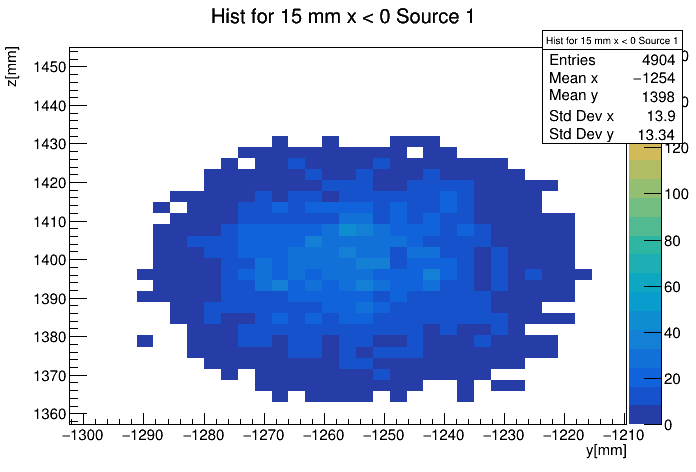 Hist for 15 mm x < 0 Source 1
Hist for 15 mm x < 0 Source 1
Entries 4904
Mean x −1254
Mean y 1398
Std Dev x 13.9
Std Dev y 13.34
z[mm]
1450
1440
1430
1420
1410
1400
1390
1380
1370
1360
120
100
80
60
40
20
0
−1300 −1290 −1280 −1270 −1260 −1250 −1240 −1230 −1220 −1210
y[mm]